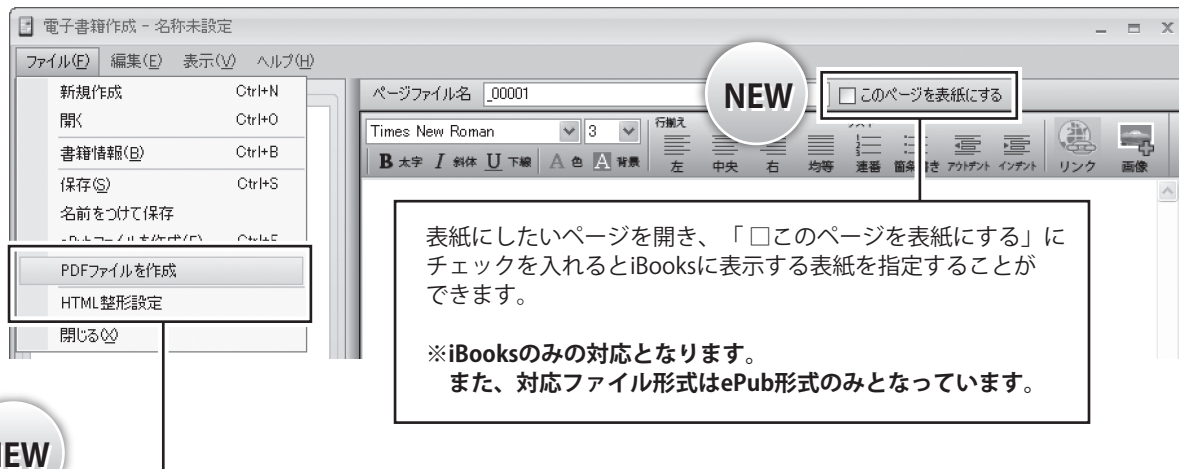 電子書籍作成 - 名称未設定
ファイル(F) 編集(E) 表示(V) ヘルプ(H)
新規作成 Ctrl+N
開く Ctrl+O
書籍情報(B) Ctrl+B
保存(S) Ctrl+S
名前をつけて保存
PDFファイルを作成
HTML整形設定
閉じる(X)
ページファイル名 _00001
NEW
□このページを表紙にする
Times New Roman 3
B 太字 I 斜体 U 下線 A 色 A 背景
行揃え
左 中央 右 均等 連番 箇条書き アウトデント インデント リンク 画像
表紙にしたいページを開き、「 □このページを表紙にする」に
チェックを入れるとiBooksに表示する表紙を指定することが
できます。
※iBooksのみの対応となります。
また、対応ファイル形式はePub形式のみとなっています。
NEW